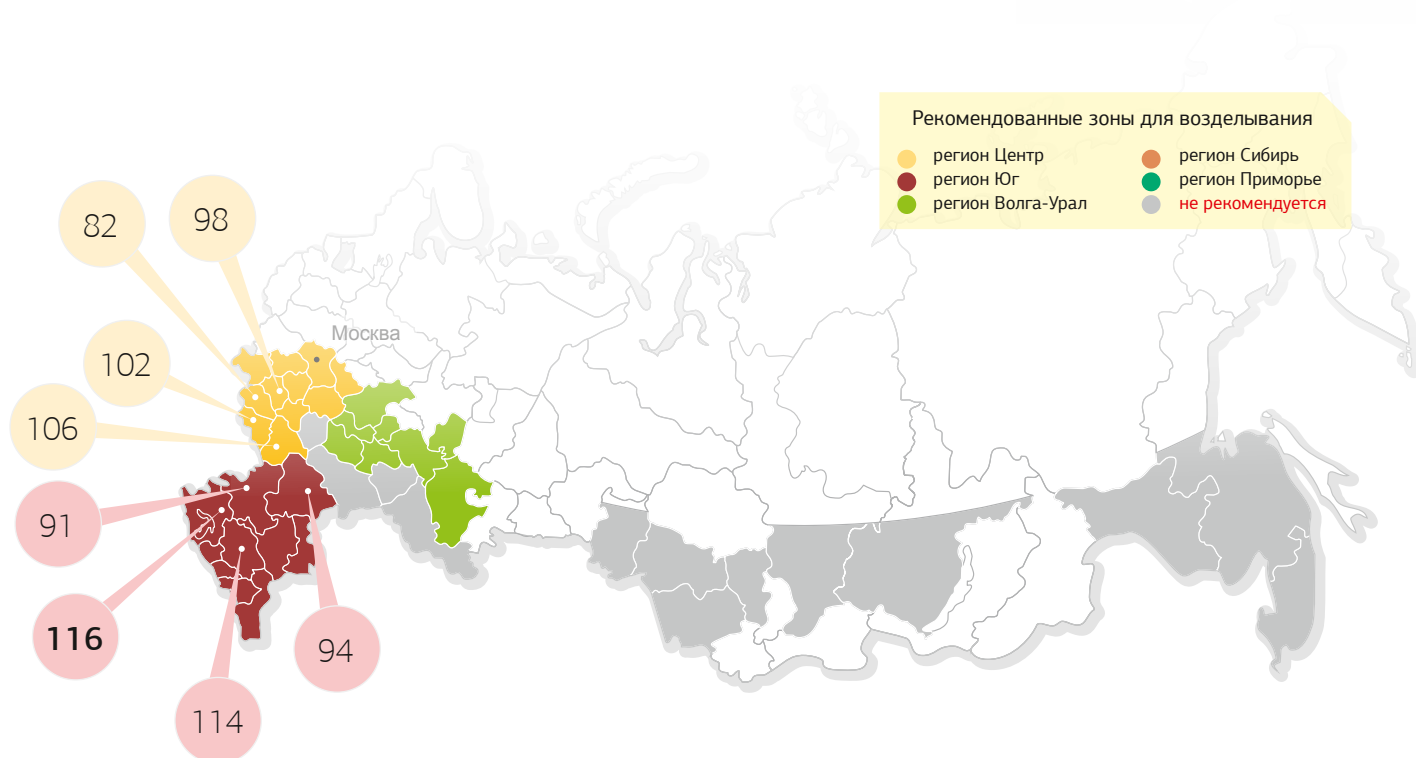 Рекомендованные зоны для возделывания
регион Центр
регион Юг
регион Волга-Урал
регион Сибирь
регион Приморье
не рекомендуется
82
98
Москва
102
106
91
116
94
114